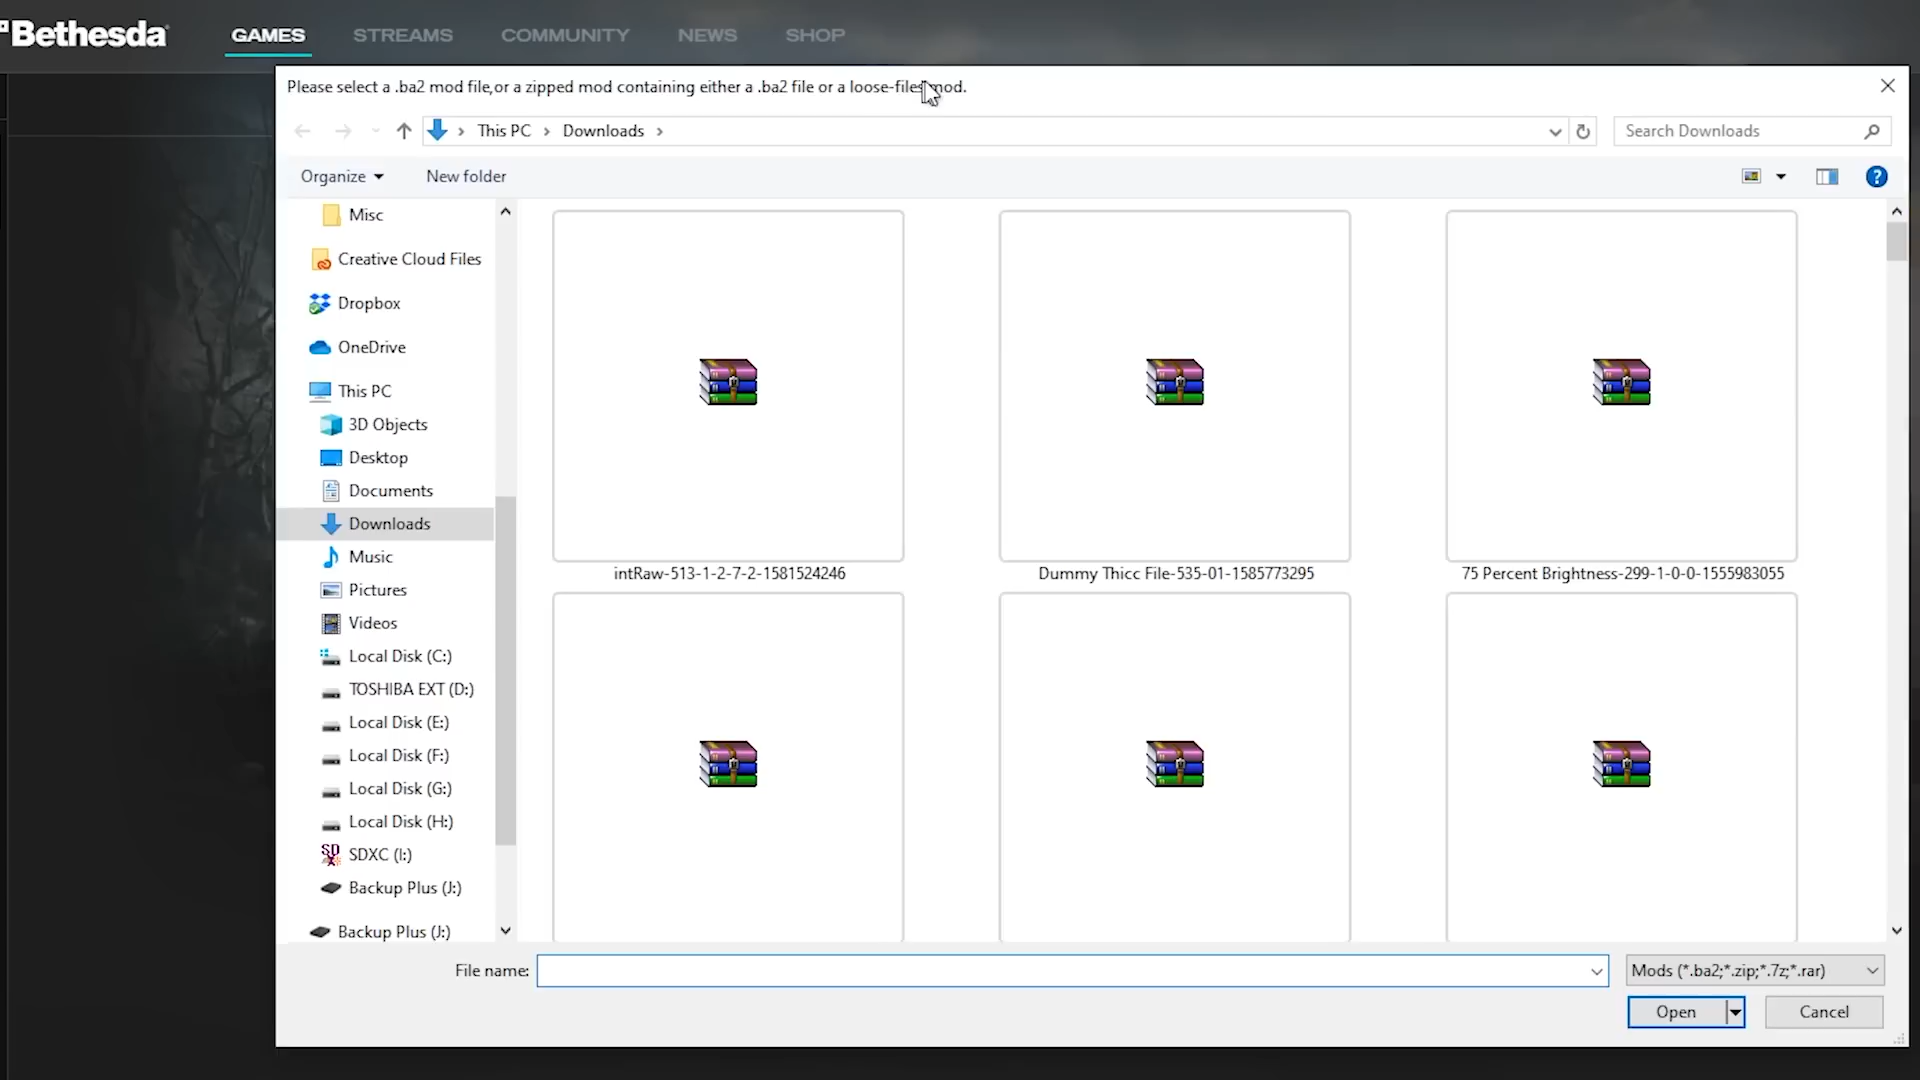 Bethesda
GAMES
STREAMS
COMMUNITY
NEWS
SHOP
Please select a .ba2 mod file,or a zipped mod containing either a .ba2 file or a loose-files mod.
This PC > Downloads >
Search Downloads
Organize
New folder
Misc
Creative Cloud Files
Dropbox
OneDrive
This PC
3D Objects
Desktop
Documents
Downloads
Music
Pictures
Videos
Local Disk (C:)
TOSHIBA EXT (D:)
Local Disk (E:)
Local Disk (F:)
Local Disk (G:)
Local Disk (H:)
SDXC (I:)
Backup Plus (J:)
Backup Plus (J:)
intRaw-513-1-2-7-2-1581524246
Dummy Thicc File-535-01-1585773295
75 Percent Brightness-299-1-0-0-1555983055
File name:
Mods (*.ba2;*.zip;*.7z;*.rar)
Open
Cancel